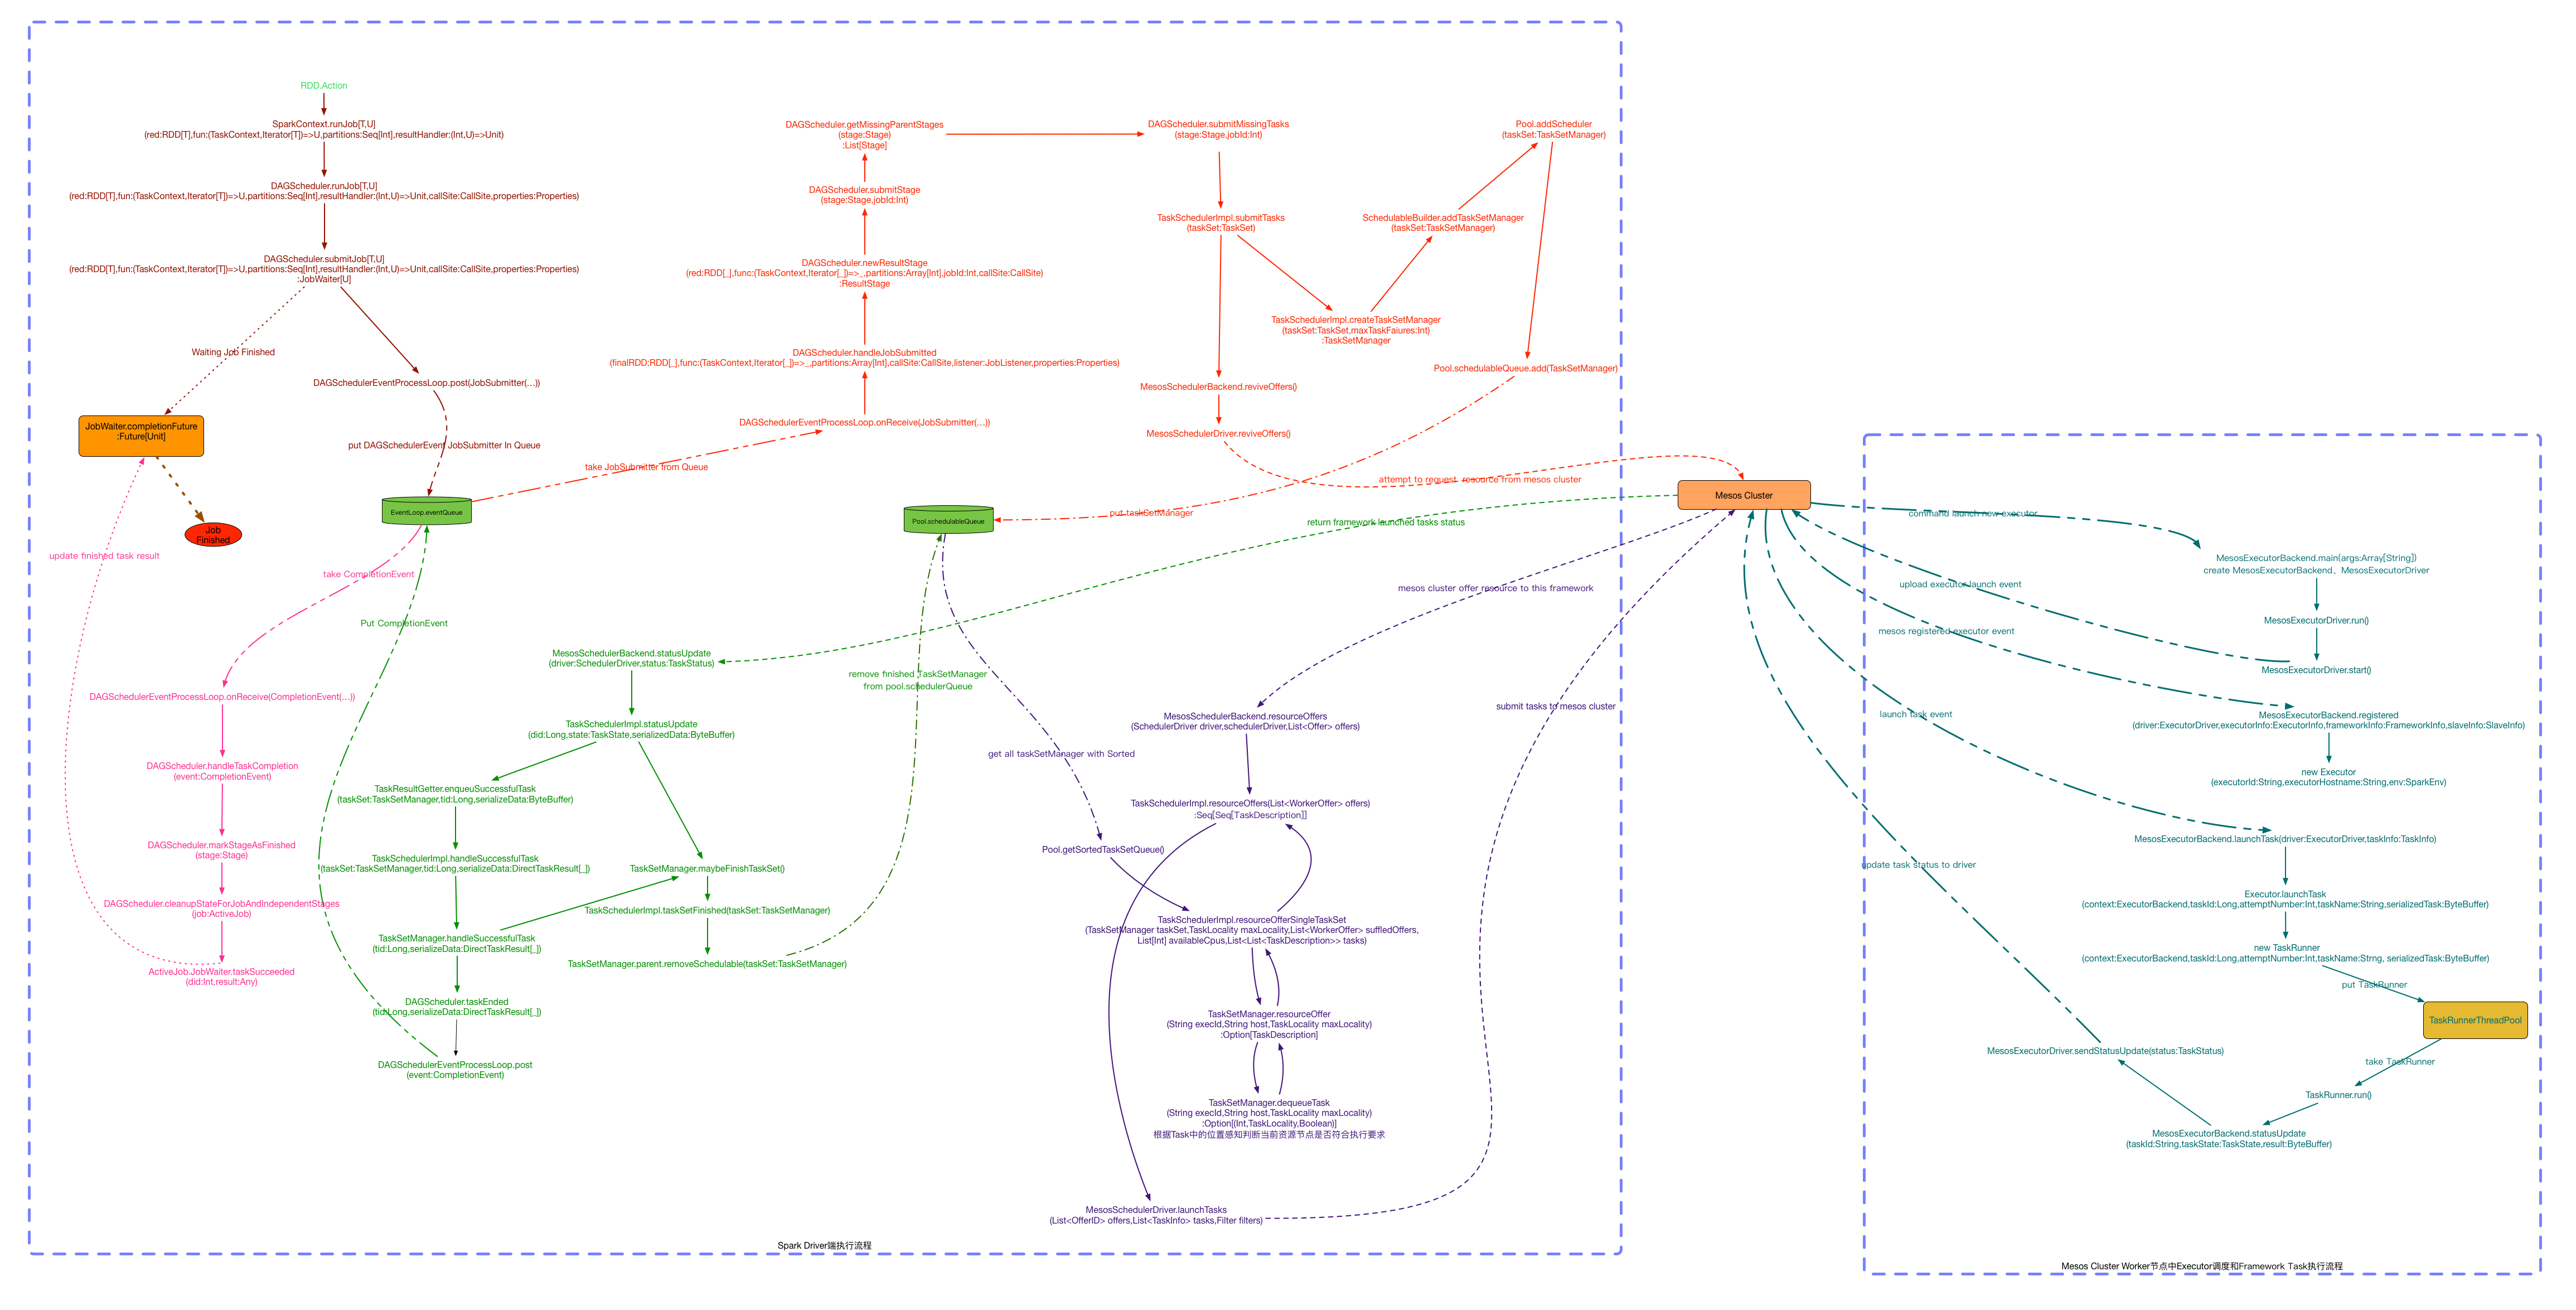 RDD.Action
SparkContext.runJob[T,U]
(red:RDD[T],fun:(TaskContext,Iterator[T])=>U,partitions:Seq[Int],resultHandler:(Int,U)=>Unit)
DAGScheduler.runJob[T,U]
(red:RDD[T],fun:(TaskContext,Iterator[T])=>U,partitions:Seq[Int],resultHandler:(Int,U)=>Unit,callSite:CallSite,properties:Properties)
DAGScheduler.submitJob[T,U]
(red:RDD[T],fun:(TaskContext,Iterator[T])=>U,partitions:Seq[Int],resultHandler:(Int,U)=>Unit,callSite:CallSite,properties:Properties)
:JobWaiter[U]
Waiting Job Finished
DAGSchedulerEventProcessLoop.post(JobSubmitter(...))
JobWaiter.completionFuture
:Future[Unit]
put DAGSchedulerEvent JobSubmitter In Queue
EventLoop.eventQueue
Job
Finished
update finished task result
take CompletionEvent
Put CompletionEvent
DAGSchedulerEventProcessLoop.onReceive(CompletionEvent(...))
DAGScheduler.handleTaskCompletion
(event:CompletionEvent)
DAGScheduler.markStageAsFinished
(stage:Stage)
DAGScheduler.cleanupStateForJobAndIndependentStages
(job:ActiveJob)
ActiveJob.JobWaiter.taskSucceeded
(did:Int,result:Any)
take JobSubmitter from Queue
DAGSchedulerEventProcessLoop.onReceive(JobSubmitter(...))
DAGScheduler.handleJobSubmitted
(finalRDD:RDD[_],func:(TaskContext,Iterator[_])=>_,partitions:Array[Int],callSite:CallSite,listener:JobListener,properties:Properties)
DAGScheduler.newResultStage
(red:RDD[_],func:(TaskContext,Iterator[_])=>_,partitions:Array[Int],jobId:Int,callSite:CallSite)
:ResultStage
DAGScheduler.submitStage
(stage:Stage,jobId:Int)
DAGScheduler.getMissingParentStages
(stage:Stage)
:List[Stage]
DAGScheduler.submitMissingTasks
(stage:Stage,jobId:Int)
TaskSchedulerImpl.submitTasks
(taskSet:TaskSet)
TaskSchedulerImpl.createTaskSetManager
(taskSet:TaskSet,maxTaskFaiures:Int)
:TaskSetManager
SchedulableBuilder.addTaskSetManager
(taskSet:TaskSetManager)
Pool.addScheduler
(taskSet:TaskSetManager)
Pool.schedulableQueue.add(TaskSetManager)
MesosSchedulerBackend.reviveOffers()
MesosSchedulerDriver.reviveOffers()
attempt to request resource from mesos cluster
put taskSetManager
Pool.schedulableQueue
return framework launched tasks status
MesosSchedulerBackend.statusUpdate
(driver:SchedulerDriver,status:TaskStatus)
remove finished TaskSetManager
from pool.schedulerQueue
TaskSchedulerImpl.statusUpdate
(did:Long,state:TaskState,serializedData:ByteBuffer)
TaskResultGetter.enqueuSuccessfulTask
(taskSet:TaskSetManager,tid:Long,serializeData:ByteBuffer)
TaskSchedulerImpl.handleSuccessfulTask
(taskSet:TaskSetManager,tid:Long,serializeData:DirectTaskResult[_])
TaskSetManager.maybeFinishTaskSet()
TaskSchedulerImpl.taskSetFinished(taskSet:TaskSetManager)
TaskSetManager.handleSuccessfulTask
(tid:Long,serializeData:DirectTaskResult[_])
TaskSetManager.parent.removeSchedulable(taskSet:TaskSetManager)
DAGScheduler.taskEnded
(tid:Long,serializeData:DirectTaskResult[_])
DAGSchedulerEventProcessLoop.post
(event:CompletionEvent)
mesos cluster offer resource to this framework
MesosSchedulerBackend.resourceOffers
(SchedulerDriver driver,schedulerDriver,List<Offer> offers)
submit tasks to mesos cluster
get all taskSetManager with Sorted
TaskSchedulerImpl.resourceOffers(List<WorkerOffer> offers)
:Seq[Seq[TaskDescription]]
Pool.getSortedTaskSetQueue()
TaskSchedulerImpl.resourceOfferSingleTaskSet
(TaskSetManager taskSet,TaskLocality maxLocality,List<WorkerOffer> suffledOffers,
List[Int] availableCpus,List<List<TaskDescription>> tasks)
TaskSetManager.resourceOffer
(String execId,String host,TaskLocality maxLocality)
:Option[TaskDescription]
TaskSetManager.dequeueTask
(String execId,String host,TaskLocality maxLocality)
:Option[(Int,TaskLocality,Boolean)]
根据Task中的位置感知判断当前资源节点是否符合执行要求
MesosSchedulerDriver.launchTasks
(List<OfferID> offers,List<TaskInfo> tasks,Filter filters)
Spark Driver端执行流程
Mesos Cluster
command launch new executor
MesosExecutorBackend.main(args:Array[String])
create MesosExecutorBackend、MesosExecutorDriver
upload executor launch event
MesosExecutorDriver.run()
mesos registered executor event
MesosExecutorDriver.start()
launch task event
MesosExecutorBackend.registered
(driver:ExecutorDriver,executorInfo:ExecutorInfo,frameworkInfo:FrameworkInfo,slaveInfo:SlaveInfo)
new Executor
(executorId:String,executorHostname:String,env:SparkEnv)
MesosExecutorBackend.launchTask(driver:ExecutorDriver,taskInfo:TaskInfo)
update task status to driver
Executor.launchTask
(context:ExecutorBackend,taskId:Long,attemptNumber:Int,taskName:String,serializedTask:ByteBuffer)
new TaskRunner
(context:ExecutorBackend,taskId:Long,attemptNumber:Int,taskName:Strng, serializedTask:ByteBuffer)
put TaskRunner
TaskRunnerThreadPool
MesosExecutorDriver.sendStatusUpdate(status:TaskStatus)
take TaskRunner
TaskRunner.run()
MesosExecutorBackend.statusUpdate
(taskId:String,taskState:TaskState,result:ByteBuffer)
Mesos Cluster Worker节点中Executor调度和Framework Task执行流程